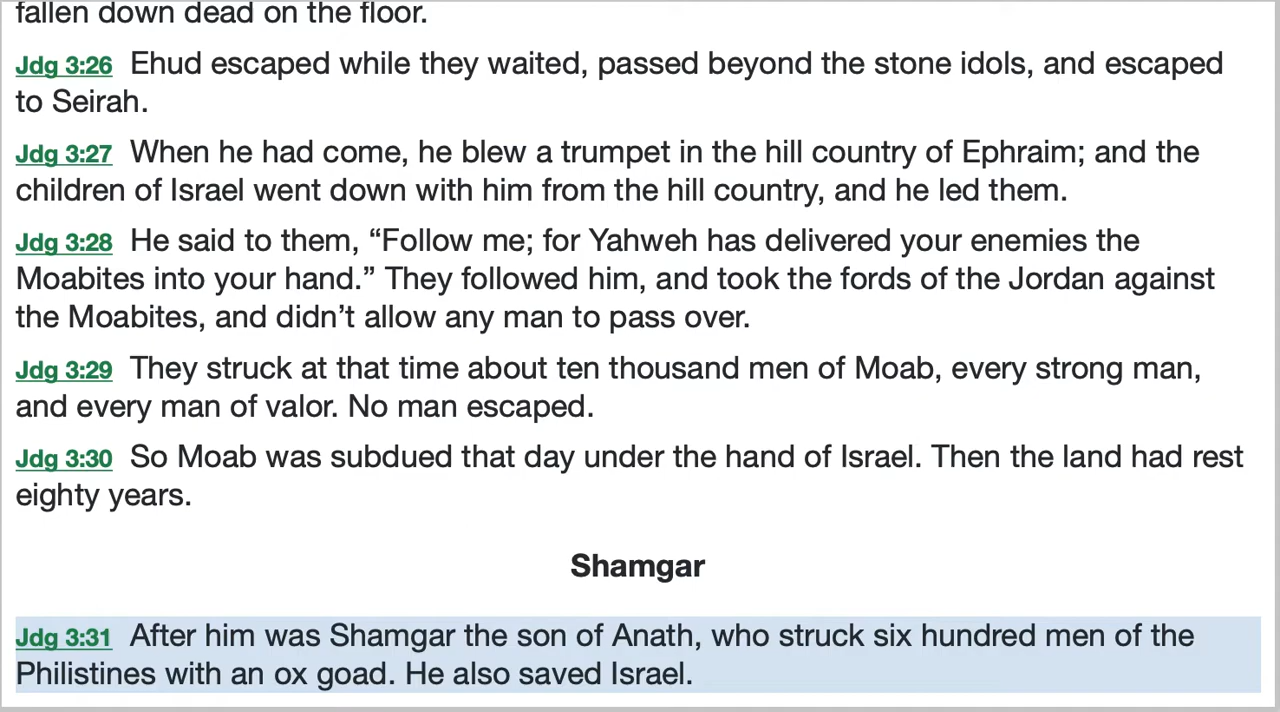 fallen down dead on the floor.
Jdg 3:26 Ehud escaped while they waited, passed beyond the stone idols, and escaped
to Seirah.
Jdg 3:27 When he had come, he blew a trumpet in the hill country of Ephraim; and the
children of Israel went down with him from the hill country, and he led them.
Jdg 3:28 He said to them, “Follow me; for Yahweh has delivered your enemies the
Moabites into your hand.” They followed him, and took the fords of the Jordan against
the Moabites, and didn’t allow any man to pass over.
Jdg 3:29 They struck at that time about ten thousand men of Moab, every strong man,
and every man of valor. No man escaped.
Jdg 3:30 So Moab was subdued that day under the hand of Israel. Then the land had rest
eighty years.
Shamgar
Jdg 3:31 After him was Shamgar the son of Anath, who struck six hundred men of the
Philistines with an ox goad. He also saved Israel.